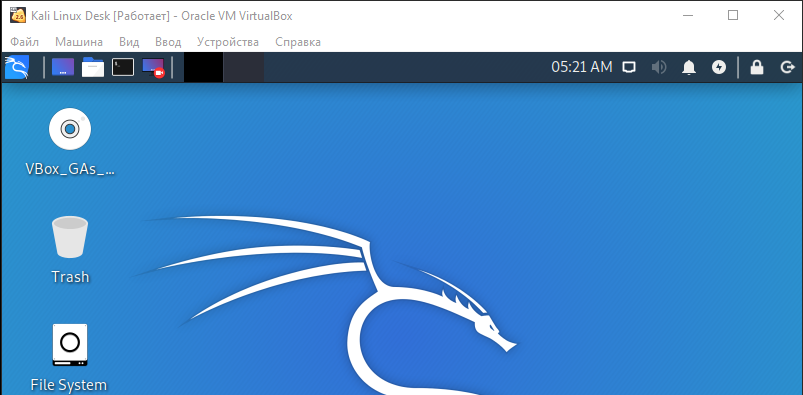 Kali Linux Desk [Работает] - Oracle VM VirtualBox
Файл Машина Вид Ввод Устройства Справка
05:21 AM
VBox_GAs_...
Trash
File System